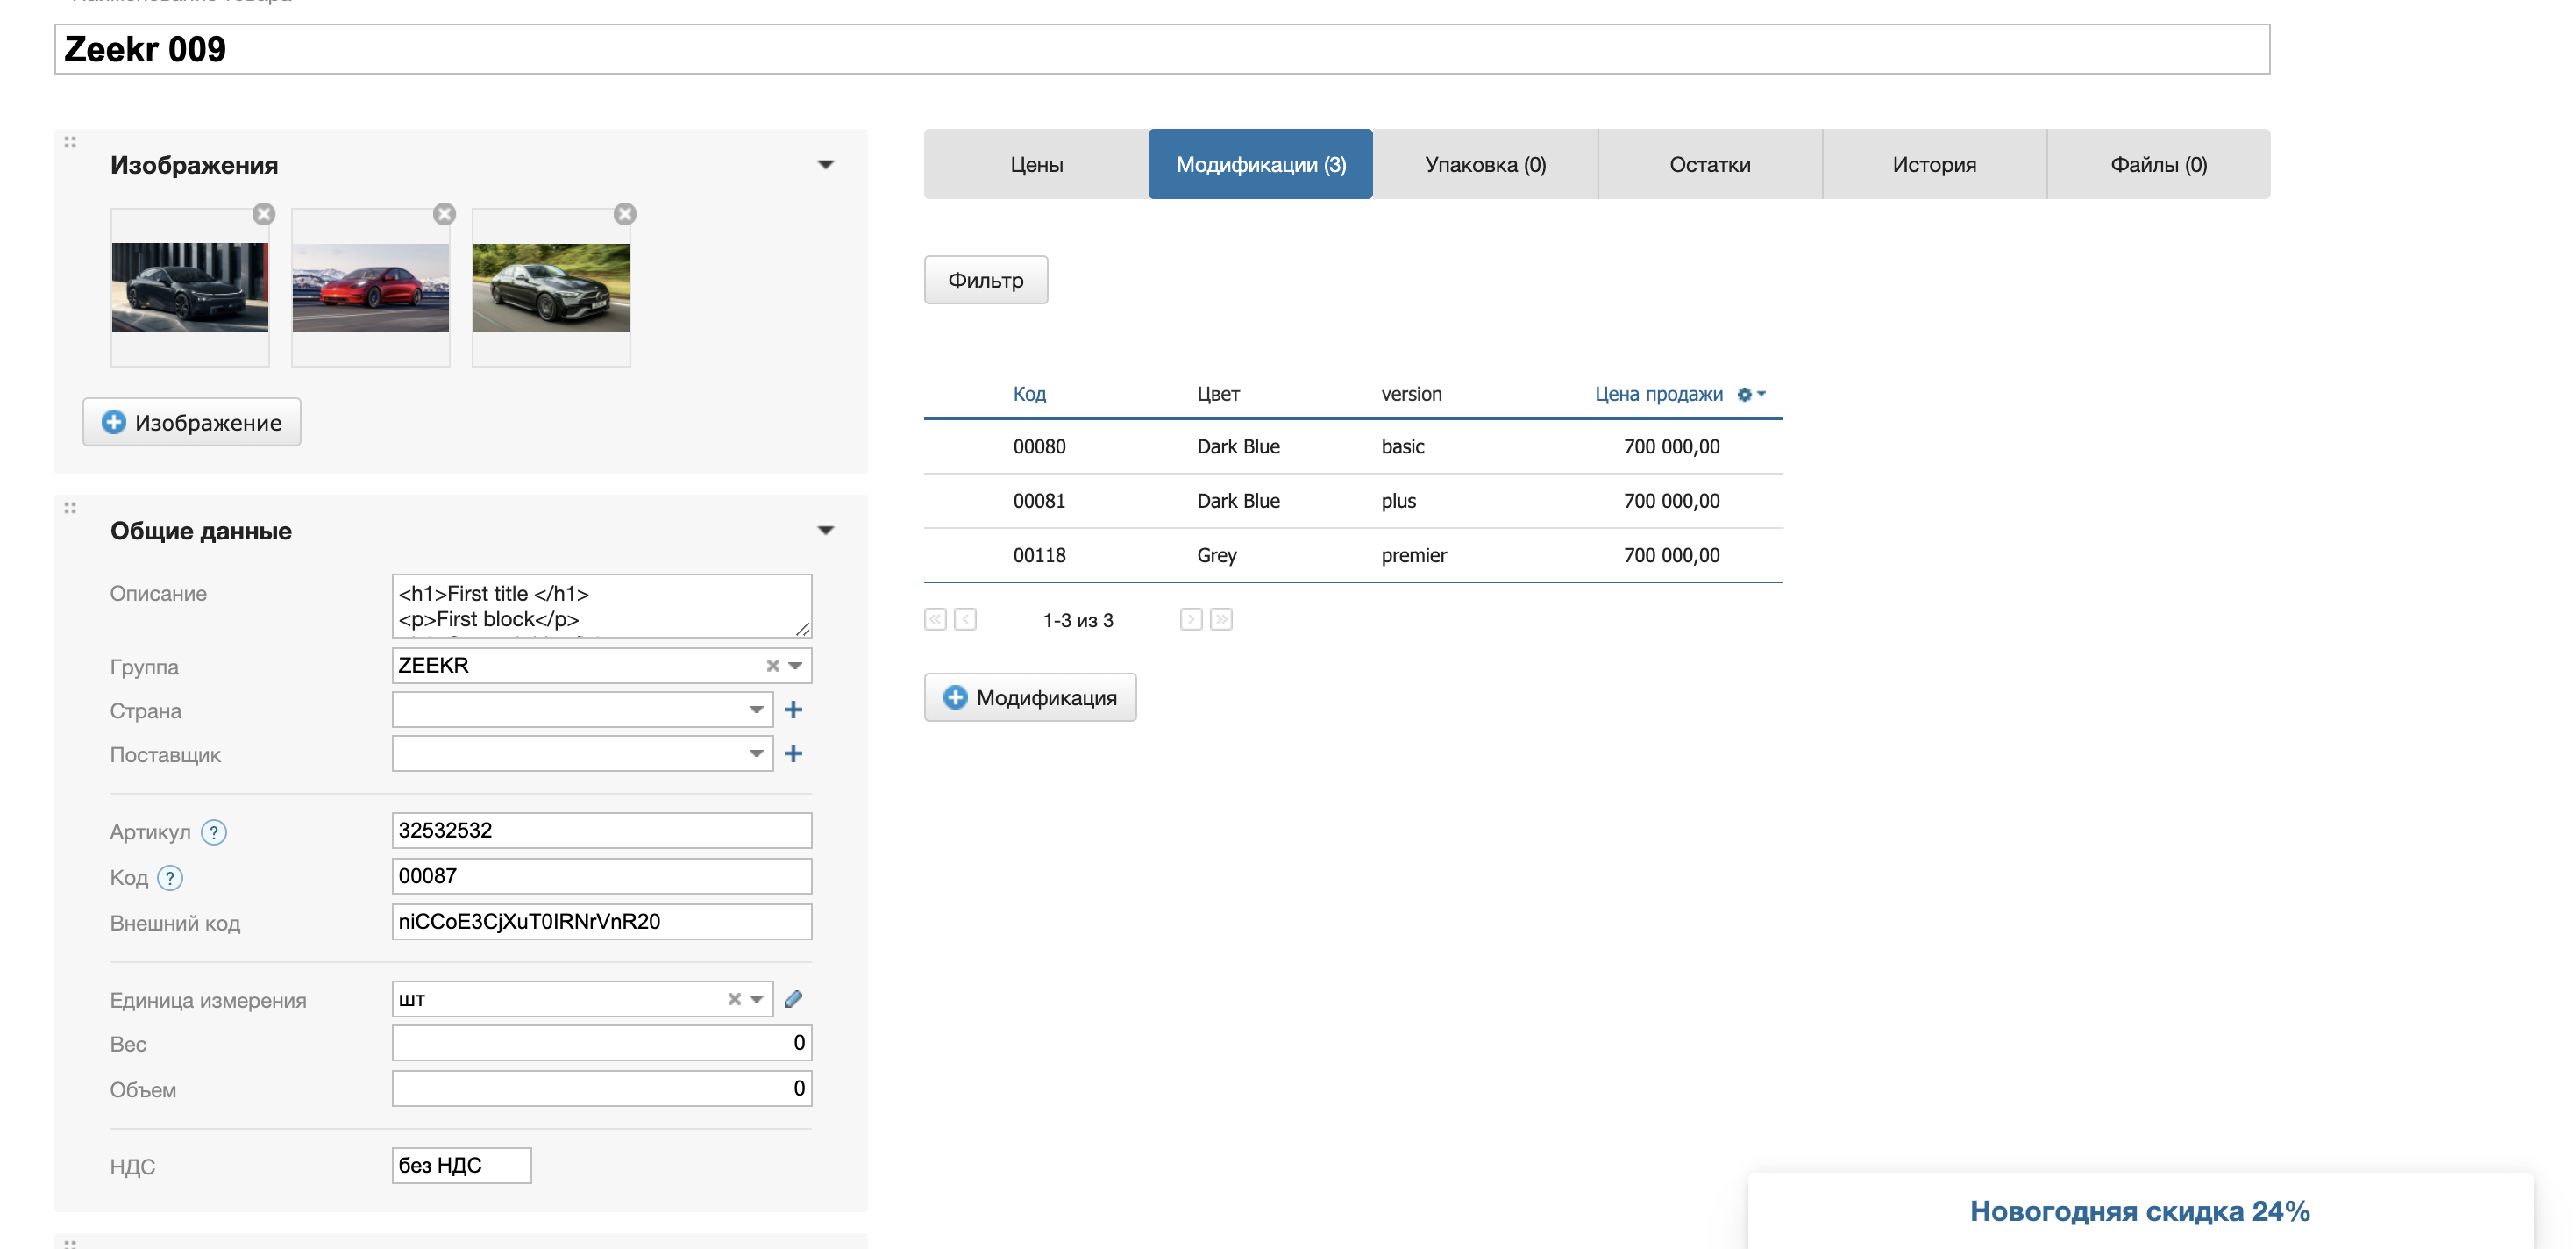 Zeekr 009
Изображения
Изображение
Общие данные
Описание
<h1>First title </h1>
<p>First block</p>
Группа
ZEEKR
Страна
Поставщик
Артикул ?
32532532
Код ?
00087
Внешний код
niCCoE3CjXuT0IRNrVnR20
Единица измерения
шт
Вес
0
Объем
0
НДС
без НДС
Цены Модификации (3) Упаковка (0) Остатки История Файлы (0)
Фильтр
Код Цвет version Цена продажи
00080 Dark Blue basic 700 000,00
00081 Dark Blue plus 700 000,00
00118 Grey premier 700 000,00
1-3 из 3
Модификация
Новогодняя скидка 24%